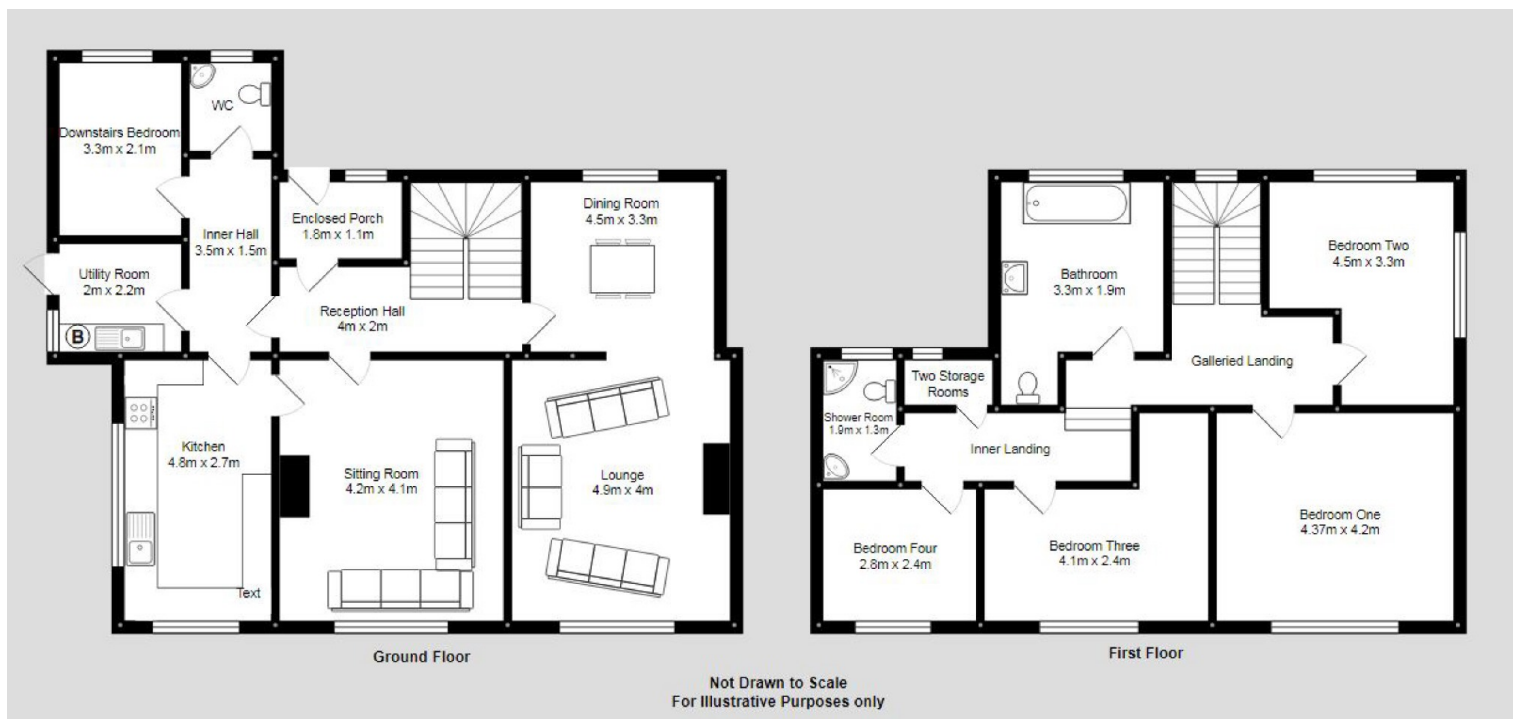 WC
Downstairs Bedroom
3.3m x 2.1m
Inner Hall
3.5m x 1.5m
Enclosed Porch
1.8m x 1.1m
Dining Room
4.5m x 3.3m
Utility Room
2m x 2.2m
B
Reception Hall
4m x 2m
Kitchen
4.8m x 2.7m
Text
Sitting Room
4.2m x 4.1m
Lounge
4.9m x 4m
Ground Floor
Bathroom
3.3m x 1.9m
Bedroom Two
4.5m x 3.3m
Galleried Landing
Two Storage
Rooms
Shower Room
1.9m x 1.3m
Inner Landing
Bedroom Four
2.8m x 2.4m
Bedroom Three
4.1m x 2.4m
Bedroom One
4.37m x 4.2m
First Floor
Not Drawn to Scale
For Illustrative Purposes only